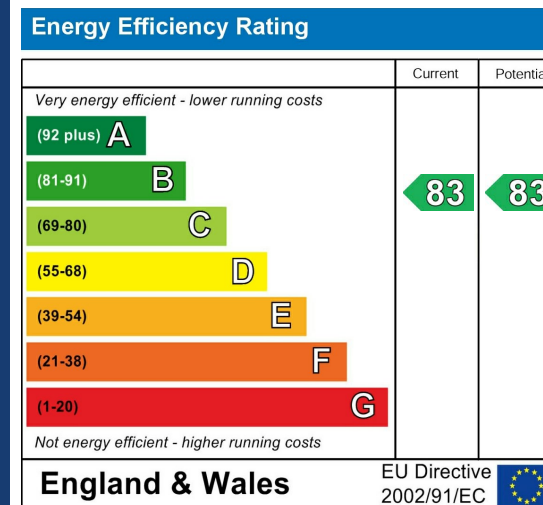 Energy Efficiency Rating
Current Potentia
Very energy efficient - lower running costs
(92 plus) A
(81-91) B
83 83
(69-80) C
(55-68) D
(39-54) E
(21-38) F
(1-20) G
Not energy efficient - higher running costs
England & Wales
EU Directive
2002/91/EC